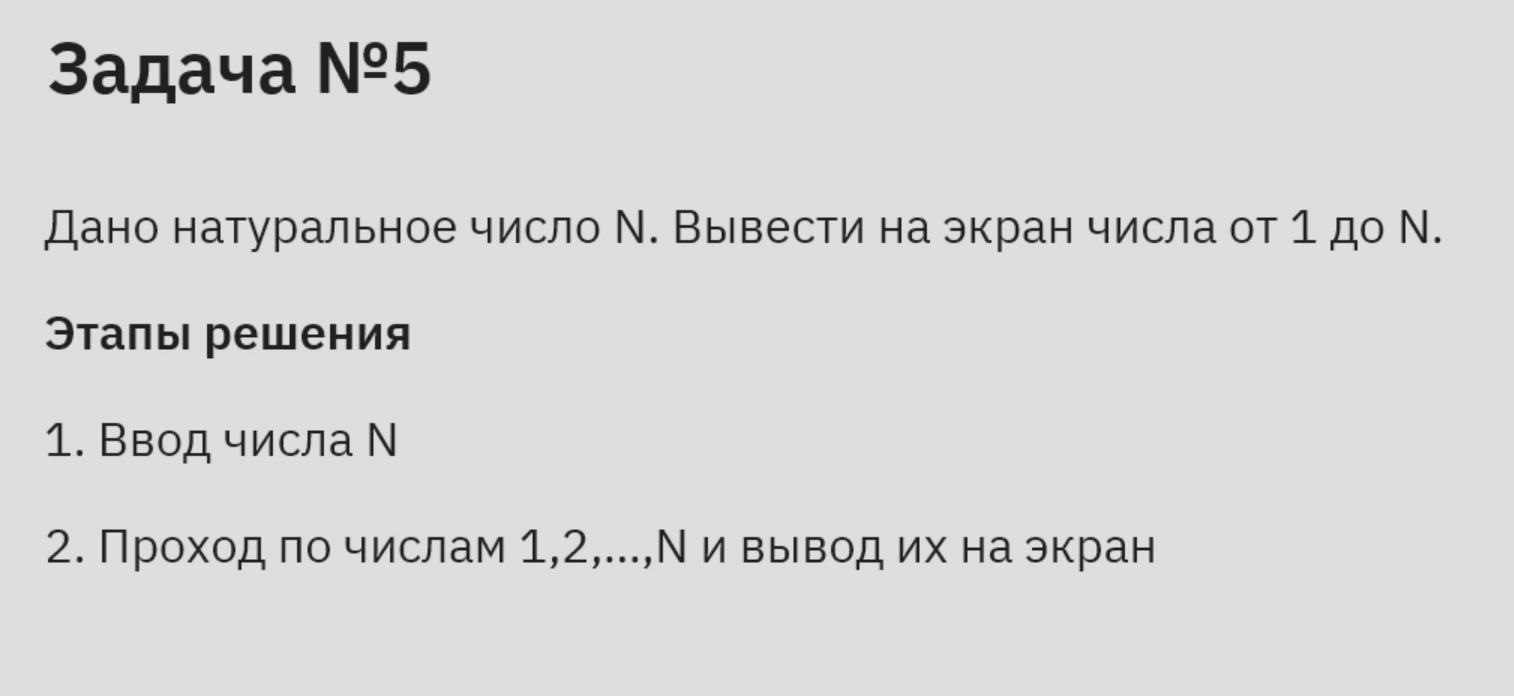 Задача №5
Дано натуральное число N. Вывести на экран числа от 1 до N.
Этапы решения
1. Ввод числа N
2. Проход по числам 1,2,...,N и вывод их на экран